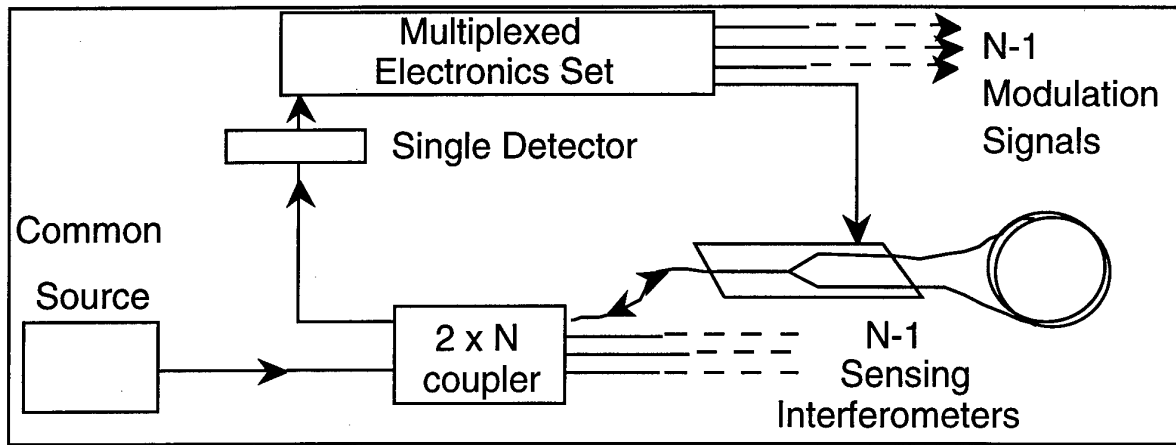 Multiplexed
Electronics Set
N-1
Modulation
Signals
Single Detector
Common
Source
2 x N
coupler
N-1
Sensing
Interferometers